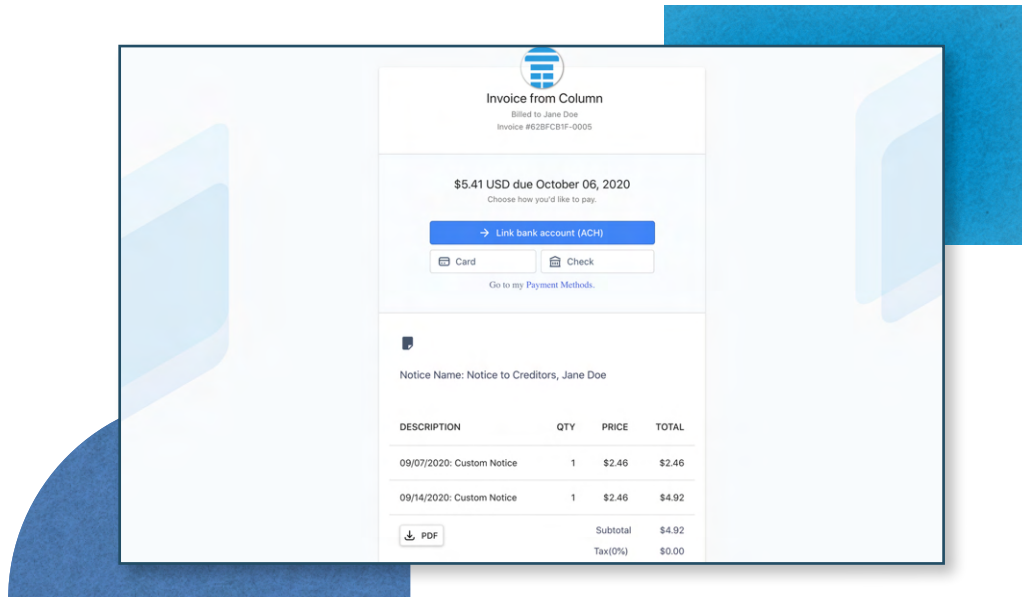 Invoice from Column
Billed to Jane Doe
Invoice #62BFCB1F-0005
$5.41 USD due October 06, 2020
Choose how you'd like to pay.
Link bank account (ACH)
Card Check
Go to my Payment Methods.
Notice Name: Notice to Creditors, Jane Doe
DESCRIPTION QTY PRICE TOTAL
09/07/2020: Custom Notice 1 $2.46 $2.46
09/14/2020: Custom Notice 1 $2.46 $4.92
PDF Subtotal $4.92
Tax(0%) $0.00